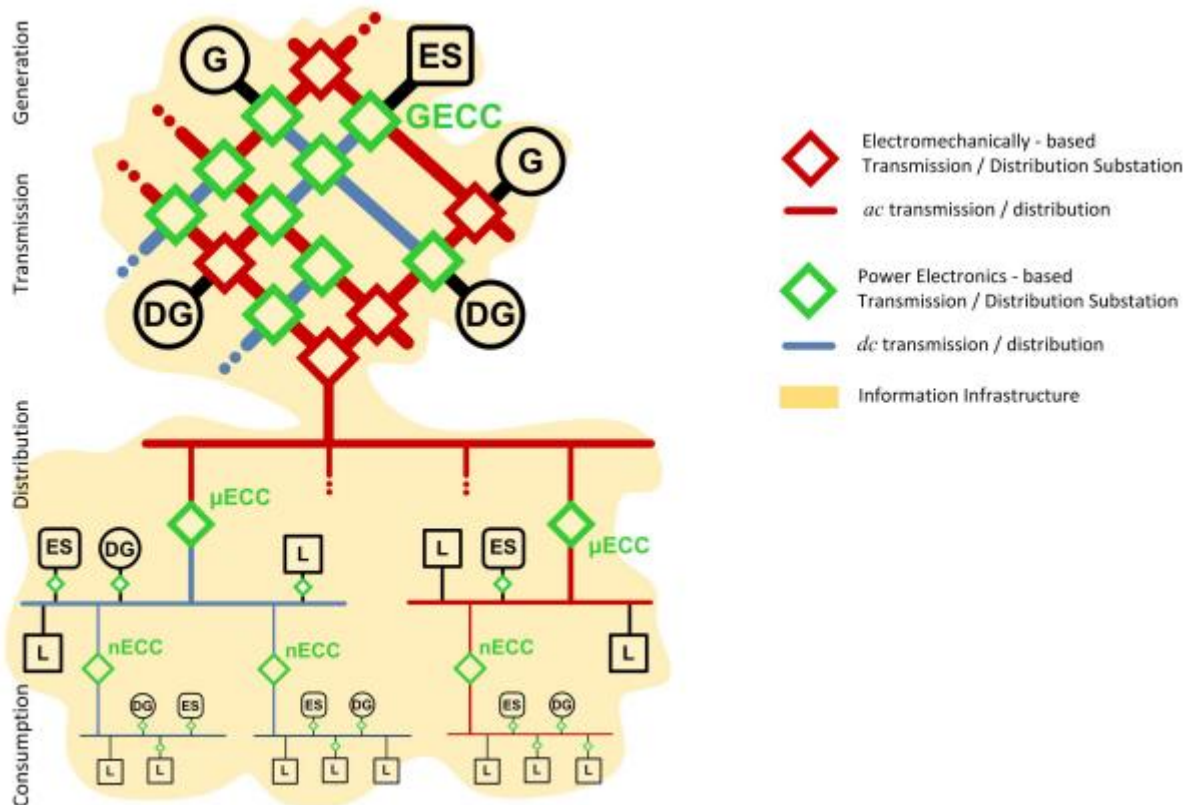 Generation
Transmission
Distribution
Consumption
G
ES
GECC
G
DG
DG
µECC
µECC
ES
DG
L
L
ES
L
L
nECC
nECC
nECC
DG
ES
ES
DG
ES
DG
L
L
L
L
L
L
L
L
Electromechanically - based
Transmission / Distribution Substation
ac transmission / distribution
Power Electronics - based
Transmission / Distribution Substation
dc transmission / distribution
Information Infrastructure